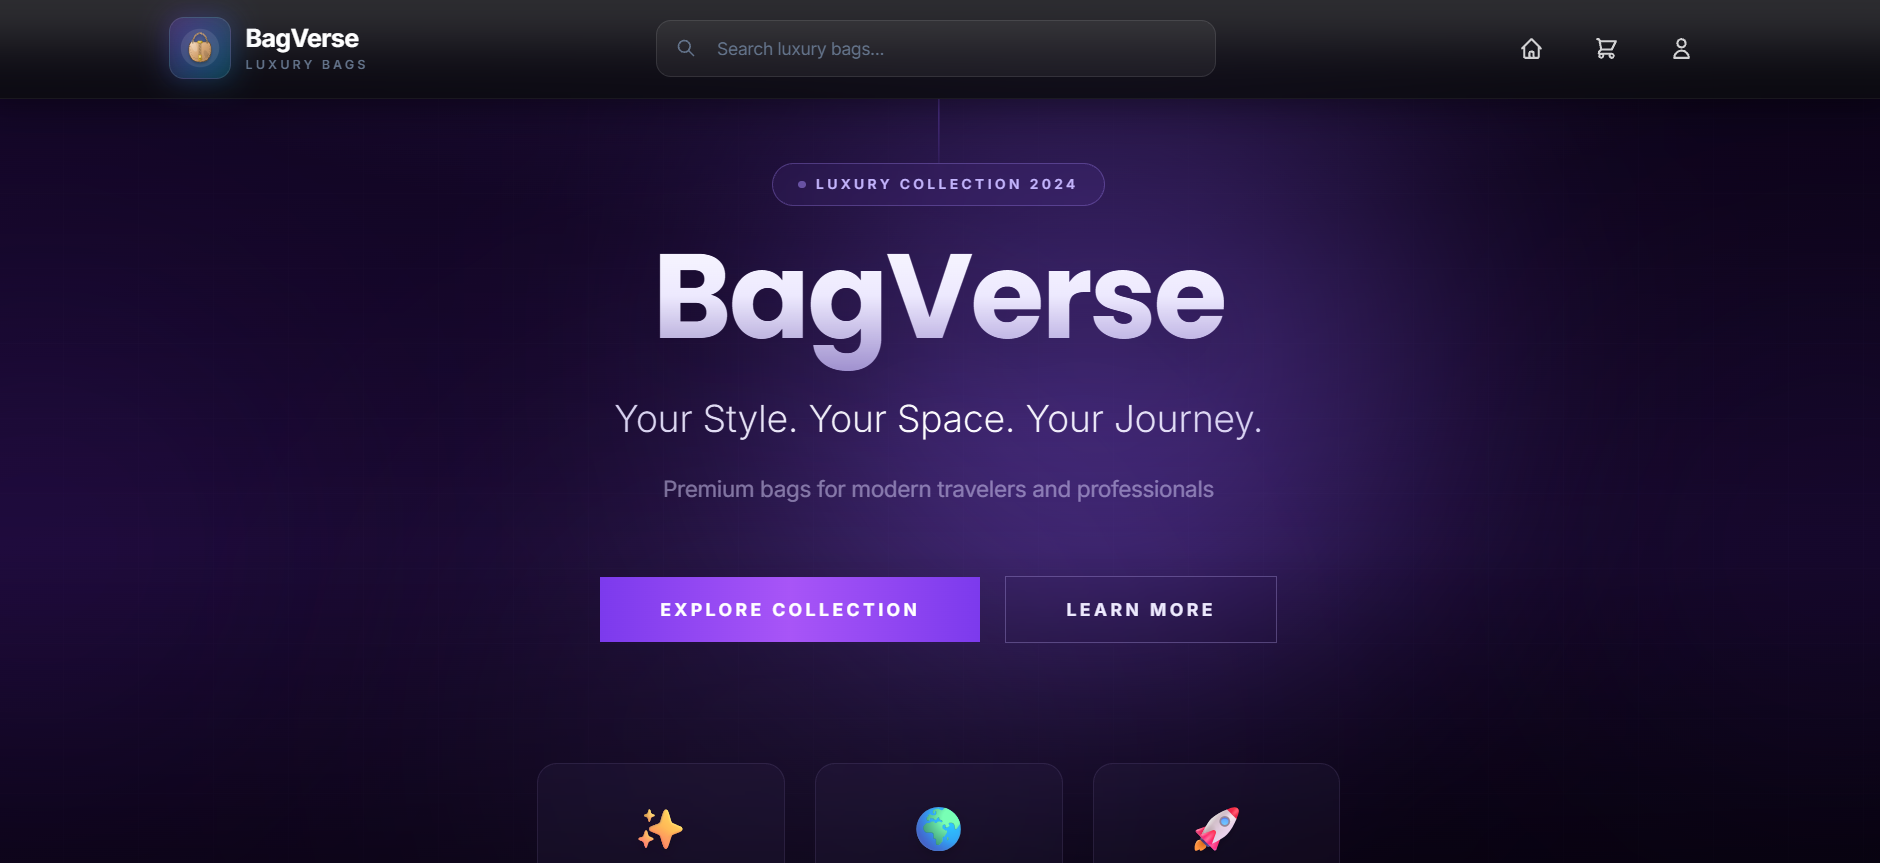 BagVerse
LUXURY BAGS
Search luxury bags...
LUXURY COLLECTION 2024
BagVerse
Your Style. Your Space. Your Journey.
Premium bags for modern travelers and professionals
EXPLORE COLLECTION
LEARN MORE